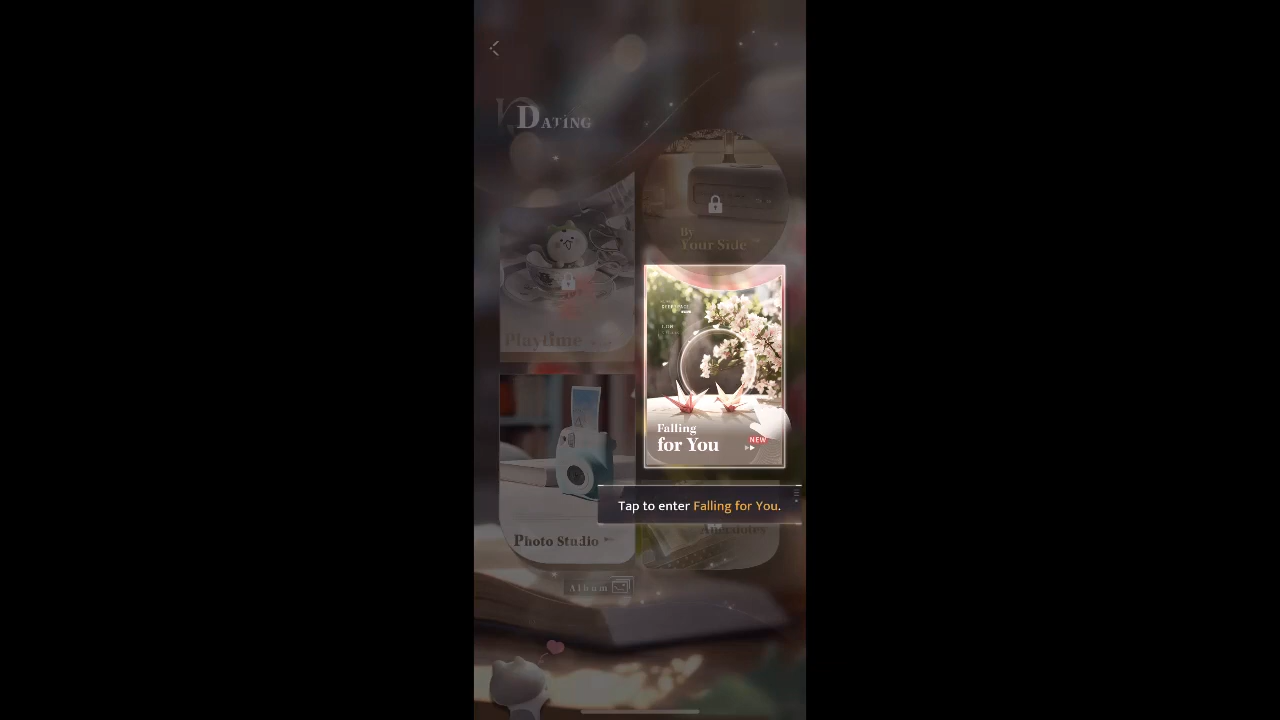 DATING
By
Your Side
Playtime
Falling
for You
NEW
Tap to enter Falling for You.
Anecdotes
Photo Studio
Album